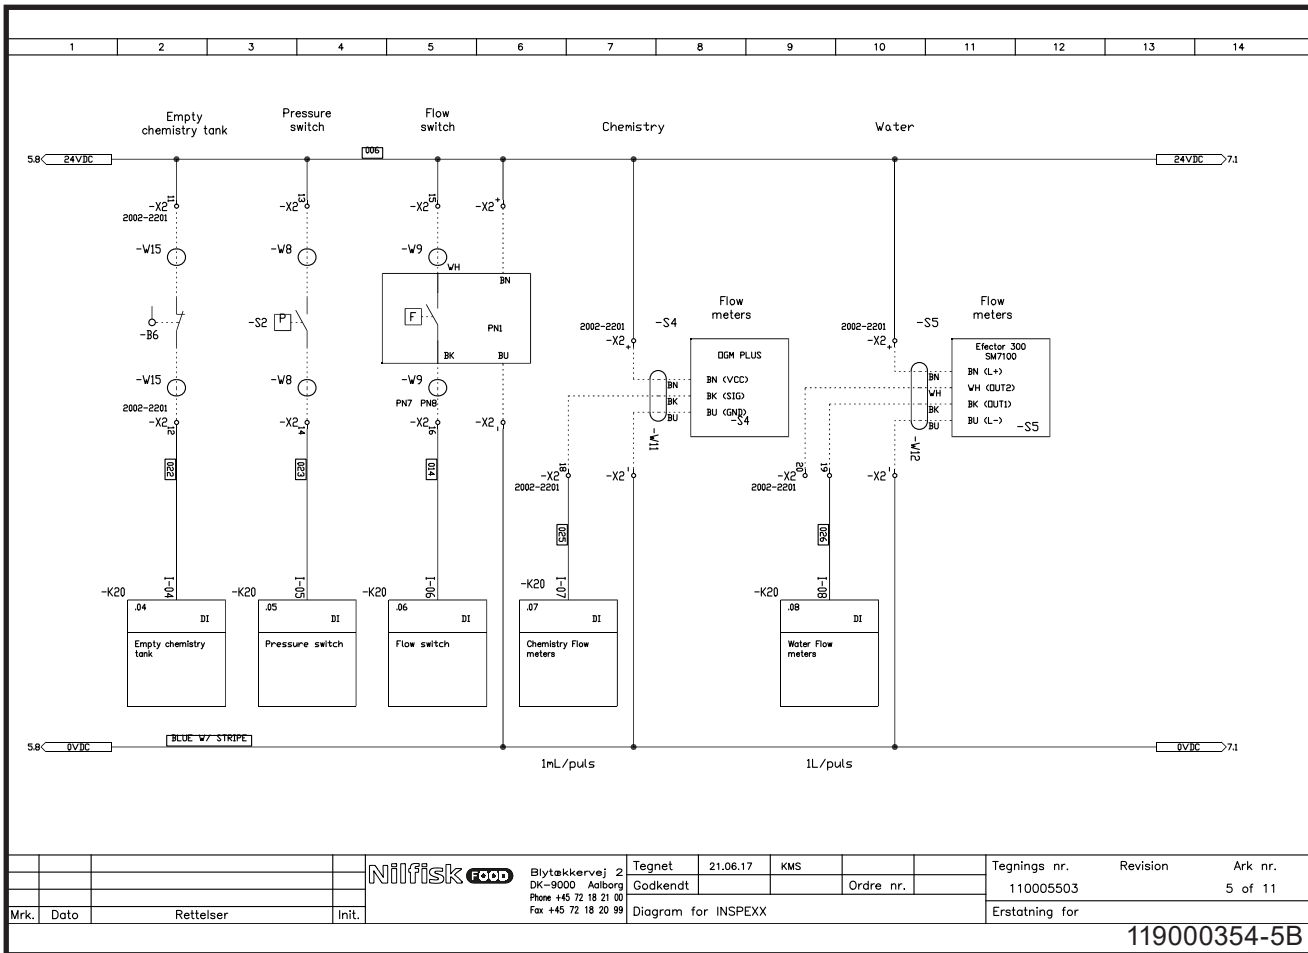 1 2 3 4 5 6 7 8 9 10 11 12 13 14
Empty
chemistry tank
Pressure
switch
Flow
switch
Chemistry
Water
5.8 24VDC
006
24VDC 7.1
-X2 11
2002-2201
-X2 13
-X2 15
-X2 +
-W15
-W8
-W9
WH
BN
-B6
-S2 P
F
PN1
BK
BU
-W15
-W8
-W9
PN7 PN8
2002-2201
-X2 12
-X2 14
-X2 16
-X2 -
2002-2201
-X2 +
-S4
Flow
meters
DGM PLUS
BN (VCC)
BK (SIG)
BU (GND)
-S4
BN
BK
BU
-W11
2002-2201
-X2 +
-S5
Flow
meters
Efector 300
SM7100
BN (L+)
WH (OUT2)
BK (OUT1)
BU (L-)
-S5
BN
WH
BK
BU
-W12
022
023
014
-X2 18
2002-2201
-X2 -
-X2 20
2002-2201
19
-X2 -
025
026
-K20 I-04
-K20 I-05
-K20 I-06
-K20 I-07
-K20 I-08
.04 DI
Empty chemistry
tank
.05 DI
Pressure switch
.06 DI
Flow switch
.07 DI
Chemistry Flow
meters
.08 DI
Water Flow
meters
5.8 0VDC
BLUE W/ STRIPE
0VDC 7.1
1mL/puls
1L/puls
Mrk. Dato Rettelser Init.
Nilfisk FOOD
Blytækkervej 2
DK-9000 Aalborg
Phone +45 72 18 21 00
Fax +45 72 18 20 99
Tegnet 21.06.17 KMS
Godkendt Ordre nr.
Diagram for INSPEXX
Tegnings nr. Revision Ark nr.
110005503 5 of 11
Erstatning for
119000354-5B